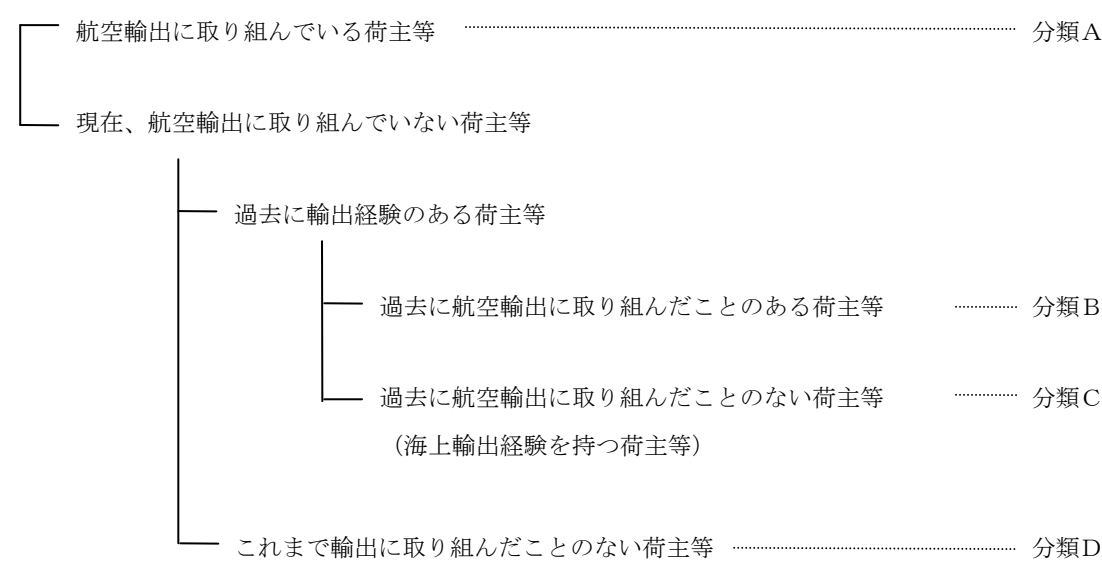 航空輸出に取り組んでいる荷主等 分類A
現在、航空輸出に取り組んでいない荷主等
過去に輸出経験のある荷主等
過去に航空輸出に取り組んだことのある荷主等 分類B
過去に航空輸出に取り組んだことのない荷主等 分類C
（海上輸出経験を持つ荷主等）
これまで輸出に取り組んだことのない荷主等 分類D